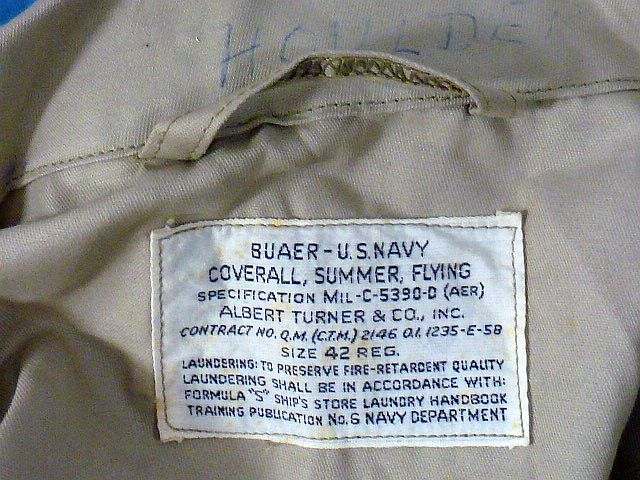 BUAER - U.S. NAVY
COVERALL, SUMMER, FLYING
SPECIFICATION MIL-C-5390-D (AER)
ALBERT TURNER & CO., INC.
CONTRACT NO. Q.M. (C.T.M.) 2146 O.I. 1235-E-58
SIZE 42 REG.
LAUNDERING: TO PRESERVE FIRE-RETARDENT QUALITY
LAUNDERING SHALL BE IN ACCORDANCE WITH:
FORMULA "S" SHIP'S STORE LAUNDRY HANDBOOK
TRAINING PUBLICATION NO. S NAVY DEPARTMENT